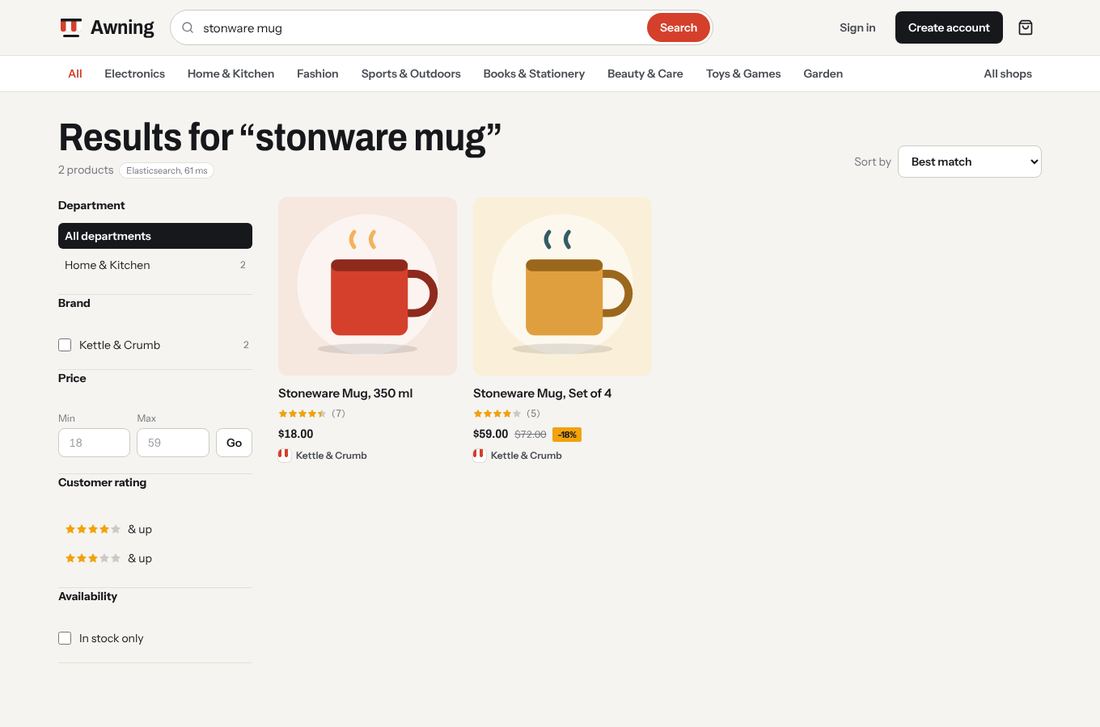 Awning
stonware mug
Search
Sign in
Create account
All
Electronics
Home & Kitchen
Fashion
Sports & Outdoors
Books & Stationery
Beauty & Care
Toys & Games
Garden
All shops
Results for “stonware mug”
2 products
Elasticsearch, 61 ms
Sort by
Best match
Department
All departments
Home & Kitchen 2
Brand
Kettle & Crumb 2
Price
Min Max
18 59 Go
Customer rating
& up
& up
Availability
In stock only
Stoneware Mug, 350 ml
(7)
$18.00
Kettle & Crumb
Stoneware Mug, Set of 4
(5)
$59.00 $72.00 -18%
Kettle & Crumb